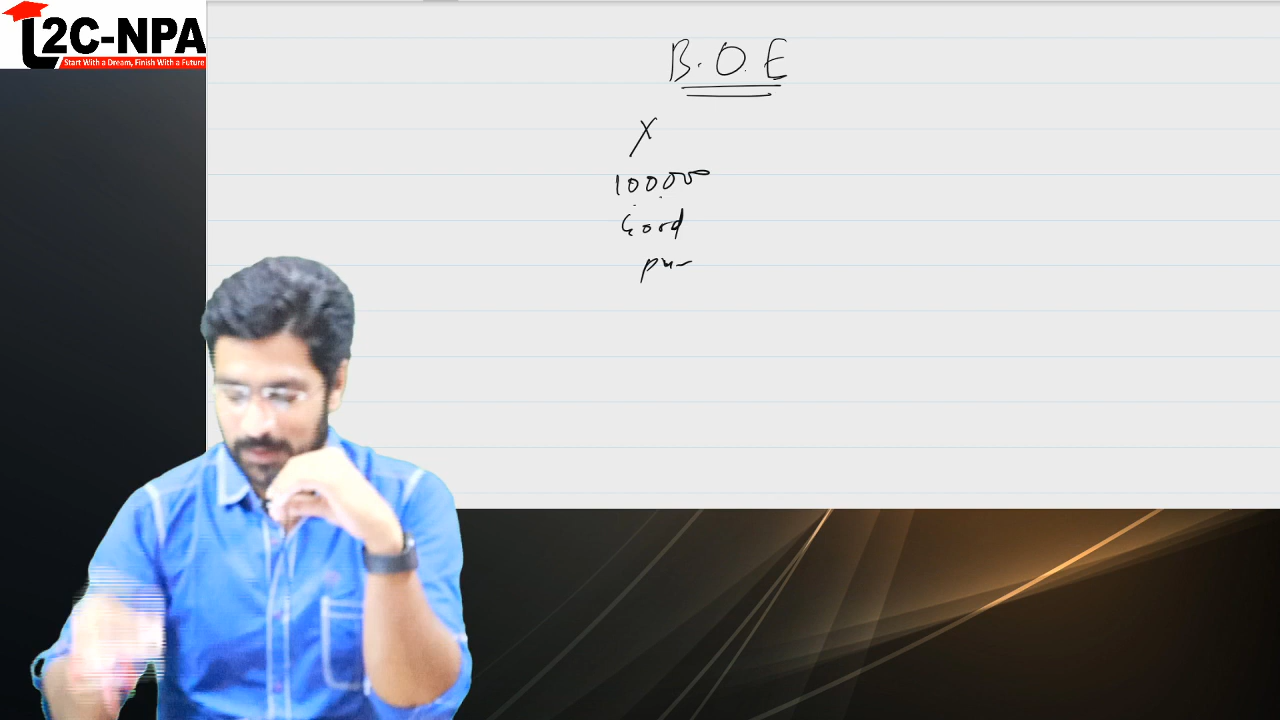 L2C-NPA
Start With a Dream, Finish With a Future
B.O.E
X
100000
Good
pur